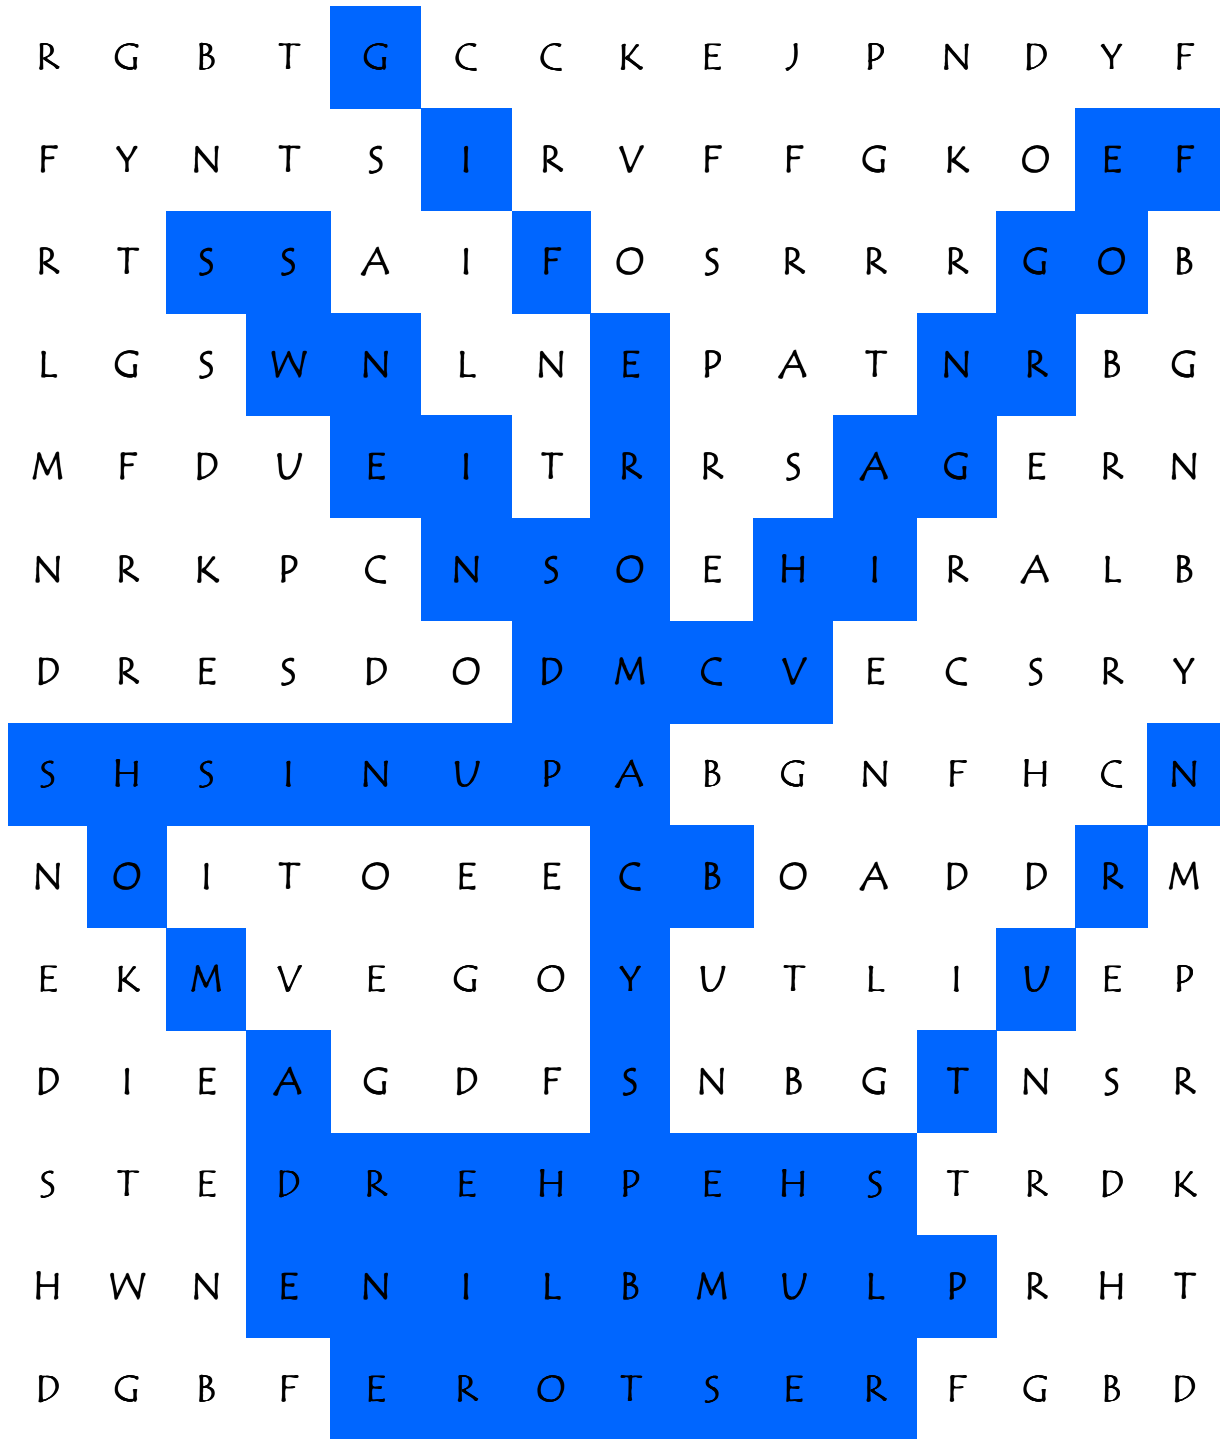 R G B T G C C K E J P N D Y F
F Y N T S I R V F F G K O E F
R T S S A I F O S R R R G O B
L G S W N L N E P A T N R B G
M F D U E I T R R S A G E R N
N R K P C N S O E H I R A L B
D R E S D O D M C V E C S R Y
S H S I N U P A B G N F H C N
N O I T O E E C B O A D D R M
E K M V E G O Y U T L I U E P
D I E A G D F S N B G T N S R
S T E D R E H P E H S T R D K
H W N E N I L B M U L P R H T
D G B F E R O T S E R F G B D